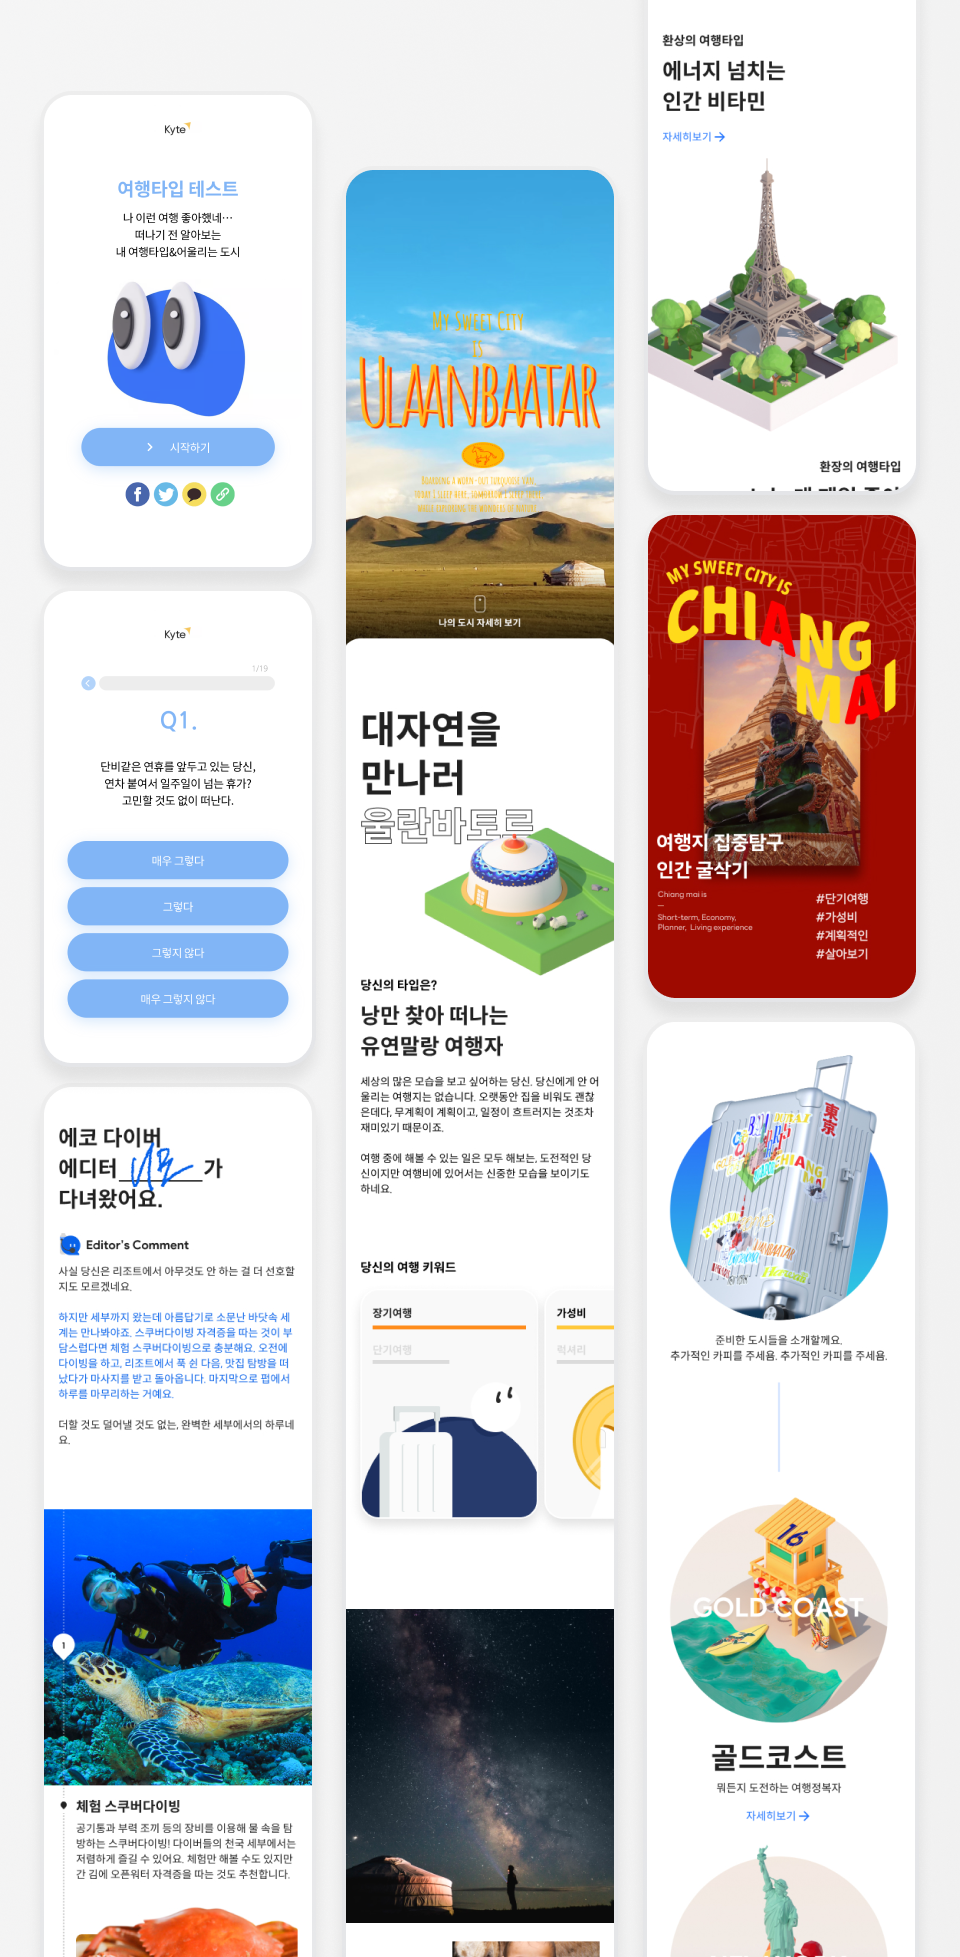 Kyte
여행타입 테스트
나 이런 여행 좋아했네…
떠나기 전 알아보는
내 여행타입&어울리는 도시
시작하기
Kyte
1/19
Q1.
단비같은 연휴를 앞두고 있는 당신,
연차 붙여서 일주일이 넘는 휴가?
고민할 것도 없이 떠난다.
매우 그렇다
그렇다
그렇지 않다
매우 그렇지 않다
에코 다이버
에디터 가
다녀왔어요.
Editor's Comment
사실 당신은 리조트에서 아무것도 안 하는 걸 더 선호할
지도 모르겠네요.
하지만 세부까지 왔는데 아름답기로 소문난 바닷속 세
계는 만나봐야죠. 스쿠버다이빙 자격증을 따는 것이 부
담스럽다면 체험 스쿠버다이빙으로 충분해요. 오전에
다이빙을 하고, 리조트에서 푹 쉰 다음, 맛집 탐방을 떠
났다가 마사지를 받고 돌아옵니다. 마지막으로 펍에서
하루를 마무리하는 거예요.
더할 것도 덜어낼 것도 없는, 완벽한 세부에서의 하루네
요.
1
체험 스쿠버다이빙
공기통과 부력 조끼 등의 장비를 이용해 물 속을 탐
방하는 스쿠버다이빙! 다이버들의 천국 세부에서는
저렴하게 즐길 수 있어요. 체험만 해볼 수도 있지만
간 김에 오픈워터 자격증을 따는 것도 추천합니다.
My Sweet City
is
Ulaanbaatar
Boarding a worn-out turquoise van,
today I sleep here, tomorrow I sleep there,
while exploring the wonders of nature
나의 도시 자세히 보기
대자연을
만나러
울란바토르
당신의 타입은?
낭만 찾아 떠나는
유연말랑 여행자
세상의 많은 모습을 보고 싶어하는 당신. 당신에게 안 어
울리는 여행지는 없습니다. 오랫동안 집을 비워도 괜찮
은데다, 무계획이 계획이고, 일정이 흐트러지는 것조차
재미있기 때문이죠.
여행 중에 해볼 수 있는 일은 모두 해보는, 도전적인 당
신이지만 여행비에 있어서는 신중한 모습을 보이기도
하네요.
당신의 여행 키워드
장기여행
단기여행
가성비
럭셔리
환상의 여행타입
에너지 넘치는
인간 비타민
자세히보기
환장의 여행타입
MY SWEET CITY IS
CHIANG
MAI
여행지 집중탐구
인간 굴삭기
Chiang mai is
—
Short-term, Economy,
Planner, Living experience
#단기여행
#가성비
#계획적인
#살아보기
東京
CHIANG
MAI
준비한 도시들을 소개할께요.
추가적인 카피를 주세욤. 추가적인 카피를 주세욤.
16
GOLD COAST
골드코스트
뭐든지 도전하는 여행정복자
자세히보기